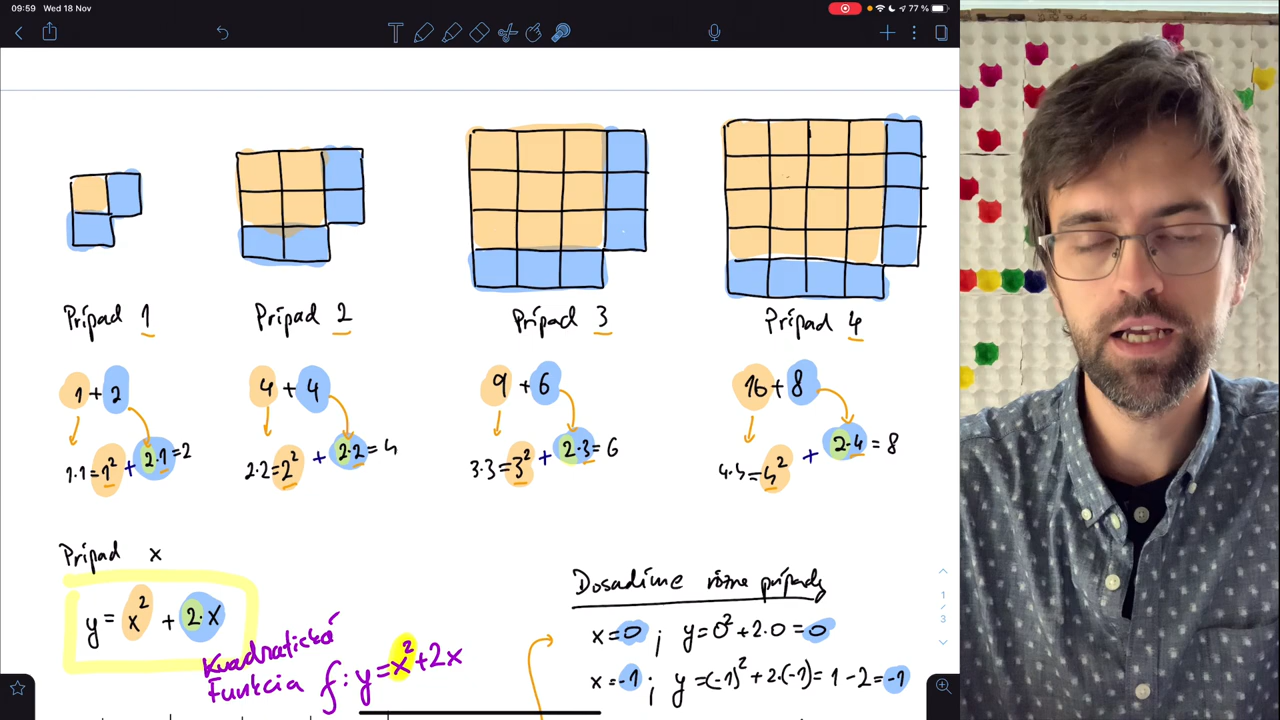 09:59 Wed 18 Nov
77 %
Prípad 1
Prípad 2
Prípad 3
Prípad 4
1 + 2
4 + 4
9 + 6
16 + 8
1·1 = 1² + 2·1 = 2
2·2 = 2² + 2·2 = 4
3·3 = 3² + 2·3 = 6
4·4 = 4² + 2·4 = 8
Prípad x
y = x² + 2·x
Kvadratická
Funkcia f: y = x² + 2x
Dosadíme rôzne prípady
x = 0 ; y = 0² + 2·0 = 0
x = -1 ; y = (-1)² + 2·(-1) = 1 - 2 = -1
1
/
3